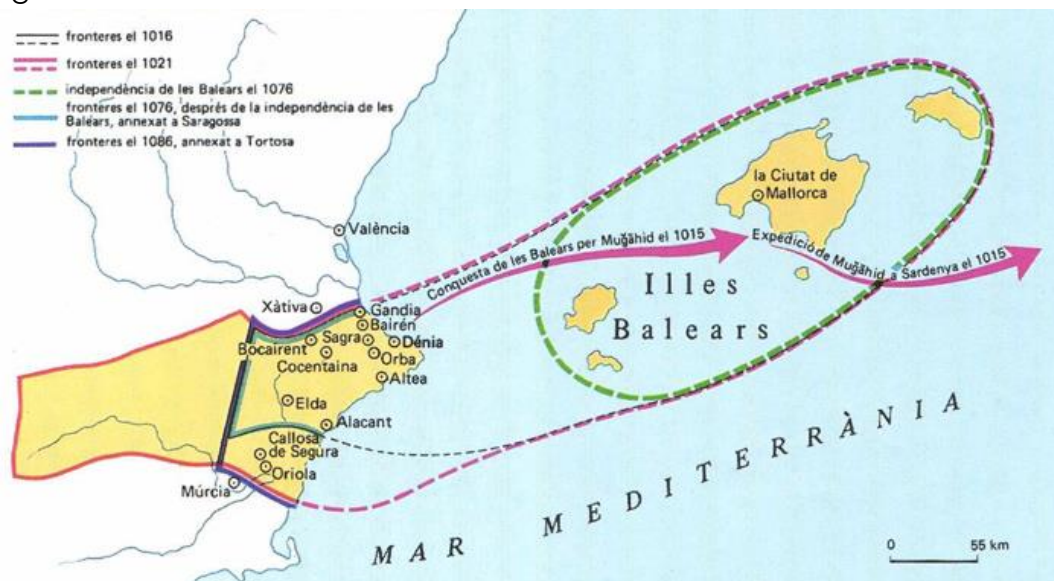 fronteres el 1016
fronteres el 1021
independència de les Balears el 1076
fronteres el 1076, després de la independència de les
Balears, annexat a Saragossa
fronteres el 1086, annexat a Tortosa
València
la Ciutat de
Mallorca
Conquesta de les Balears per Muǧāhid el 1015
Expedició de Muǧāhid a Sardenya el 1015
Illes
Balears
Xàtiva
Gandia
Bairén
Sagra
Dénia
Bocairent
Orba
Cocentaina
Altea
Elda
Alacant
Callosa
de Segura
Oriola
Múrcia
MAR MEDITERRÀNIA
0 55 km